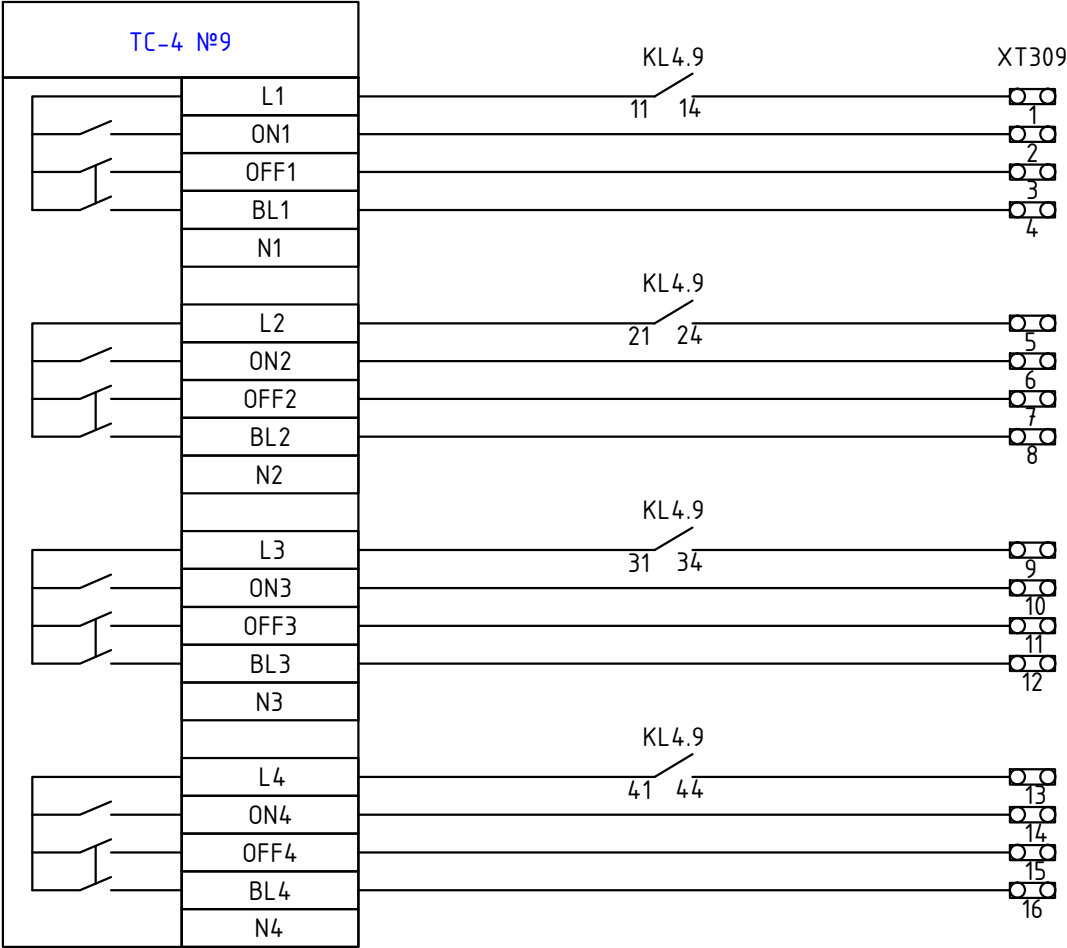 TC-4 №9
KL4.9
XT309
L1
11 14
1
ON1
2
OFF1
3
BL1
4
N1
KL4.9
L2
21 24
5
ON2
6
OFF2
7
BL2
8
N2
KL4.9
L3
31 34
9
ON3
10
OFF3
11
BL3
12
N3
KL4.9
L4
41 44
13
ON4
14
OFF4
15
BL4
16
N4